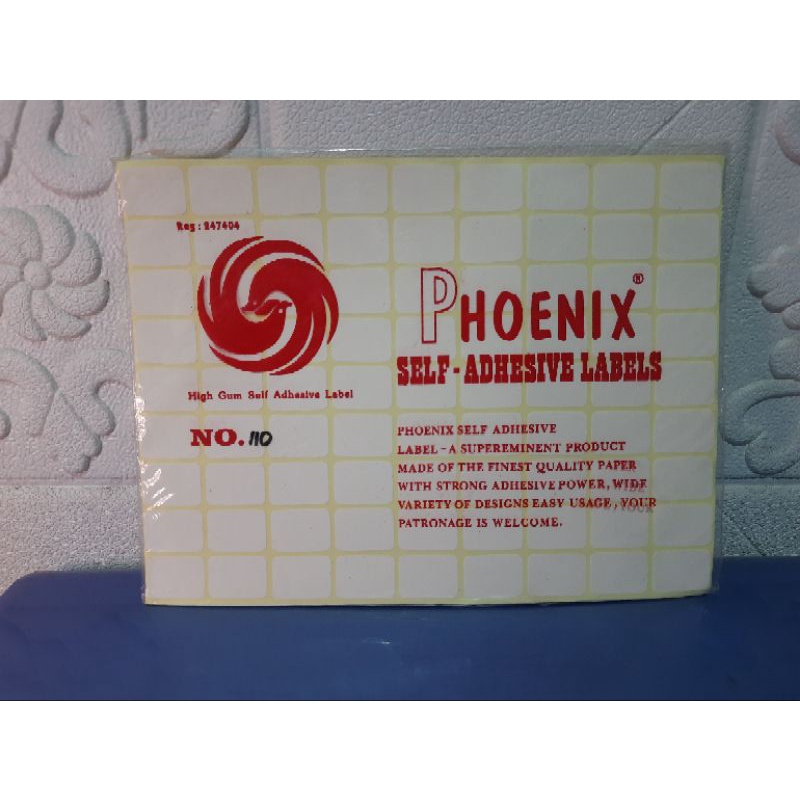 Reg : 247404
PHOENIX®
SELF-ADHESIVE LABELS
High Gum Self Adhesive Label
NO. 110
PHOENIX SELF ADHESIVE
LABEL - A SUPEREMINENT PRODUCT
MADE OF THE FINEST QUALITY PAPER
WITH STRONG ADHESIVE POWER, WIDE
VARIETY OF DESIGNS EASY USAGE, YOUR
PATRONAGE IS WELCOME.